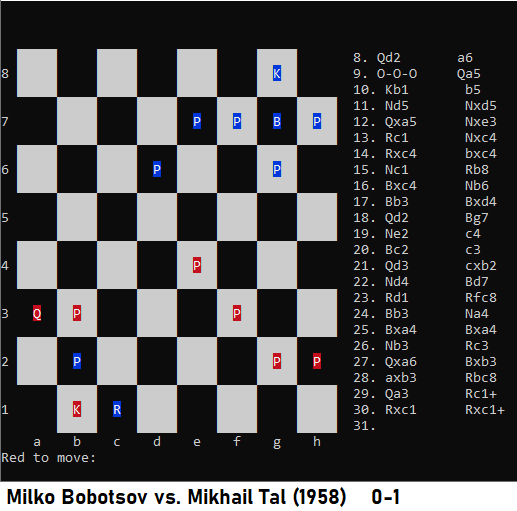 8 K
7 P P B P
6 P P
5
4 P
3 Q P P
2 P P P
1 K R
a b c d e f g h
Red to move:
8. Qd2 a6
9. O-O-O Qa5
10. Kb1 b5
11. Nd5 Nxd5
12. Qxa5 Nxe3
13. Rc1 Nxc4
14. Rxc4 bxc4
15. Nc1 Rb8
16. Bxc4 Nb6
17. Bb3 Bxd4
18. Qd2 Bg7
19. Ne2 c4
20. Bc2 c3
21. Qd3 cxb2
22. Nd4 Bd7
23. Rd1 Rfc8
24. Bb3 Na4
25. Bxa4 Bxa4
26. Nb3 Rc3
27. Qxa6 Bxb3
28. axb3 Rbc8
29. Qa3 Rc1+
30. Rxc1 Rxc1+
31.
Milko Bobotsov vs. Mikhail Tal (1958) 0-1